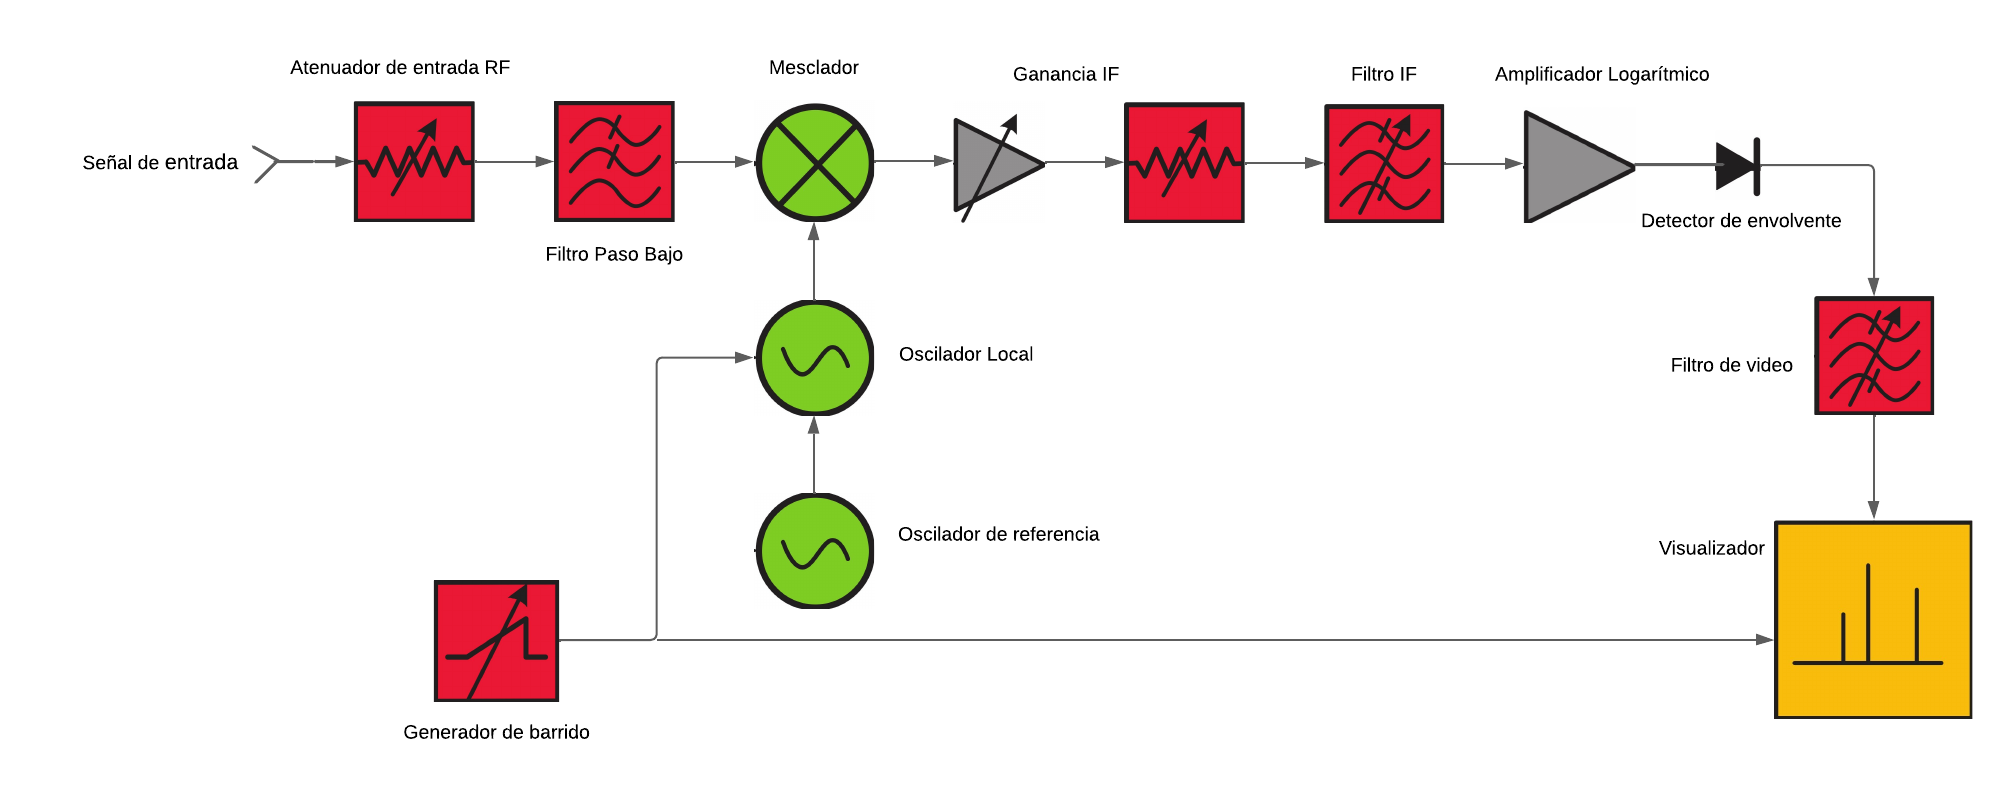 Atenuador de entrada RF
Mesclador
Ganancia IF
Filtro IF
Amplificador Logarítmico
Señal de entrada
Detector de envolvente
Filtro Paso Bajo
Oscilador Local
Filtro de video
Oscilador de referencia
Visualizador
Generador de barrido